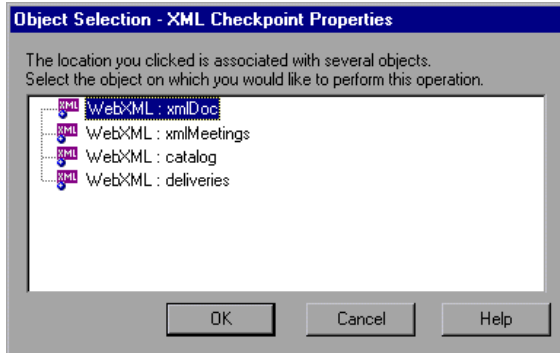 Object Selection - XML Checkpoint Properties
The location you clicked is associated with several objects.
Select the object on which you would like to perform this operation.
XML WebXML : xmlDoc
XML WebXML : xmlMeetings
XML WebXML : catalog
XML WebXML : deliveries
OK Cancel Help